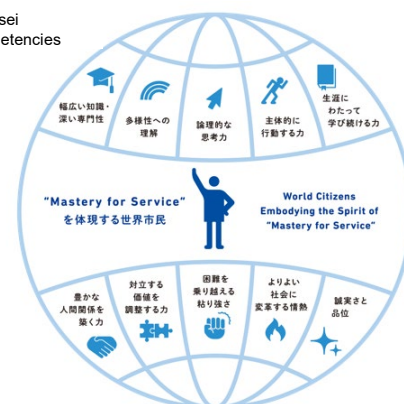 sei
etencies
幅広い知識・
深い専門性
多様性への
理解
論理的な
思考力
主体的に
行動する力
生涯に
わたって
学び続ける力
"Mastery for Service"
を体現する世界市民
World Citizens
Embodying the Spirit of
"Mastery for Service"
豊かな
人間関係を
築く力
対立する
価値を
調整する力
困難を
乗り越える
粘り強さ
よりよい
社会に
変革する情熱
誠実さと
品位